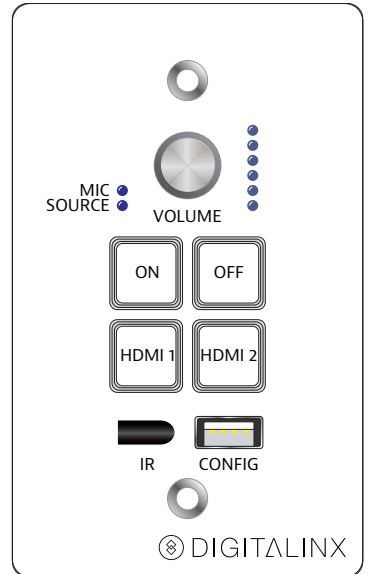 MIC
SOURCE
VOLUME
ON OFF
HDMI 1 HDMI 2
IR CONFIG
DIGITALINX